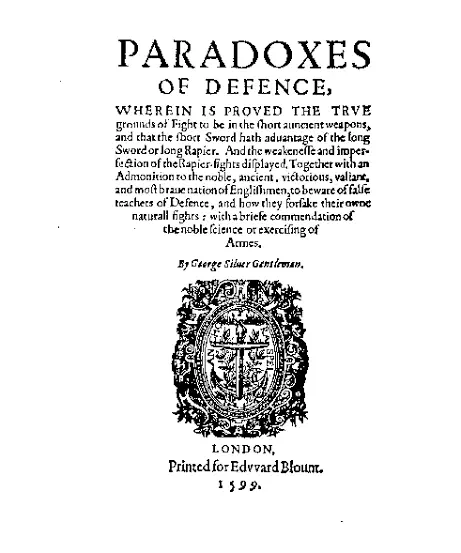 PARADOXES
OF DEFENCE,
WHEREIN IS PROVED THE TRVE
grounds of Fight to be in the ſhort auncient weapons,
and that the ſhort Sword hath aduantage of the long
Sword or long Rapier. And the weakeneſſe and imper-
fection of the Rapier-fights diſplayed. Together with an
Admonition to the noble, ancient, victorious, valiant,
and moſt braue nation of Engliſhmen, to beware of falſe
teachers of Defence, and how they forſake their owne
naturall fights: with a briefe commendation of
the noble ſcience or exerciſing of
Armes.
By George Siluer Gentleman.
LONDON,
Printed for Edvvard Blount.
1599.